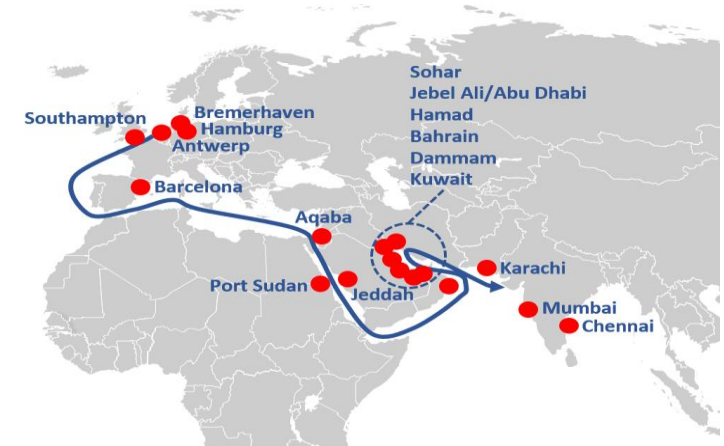 Sohar
Jebel Ali/Abu Dhabi
Hamad
Bahrain
Dammam
Kuwait
Southampton
Bremerhaven
Hamburg
Antwerp
Barcelona
Aqaba
Port Sudan
Jeddah
Karachi
Mumbai
Chennai